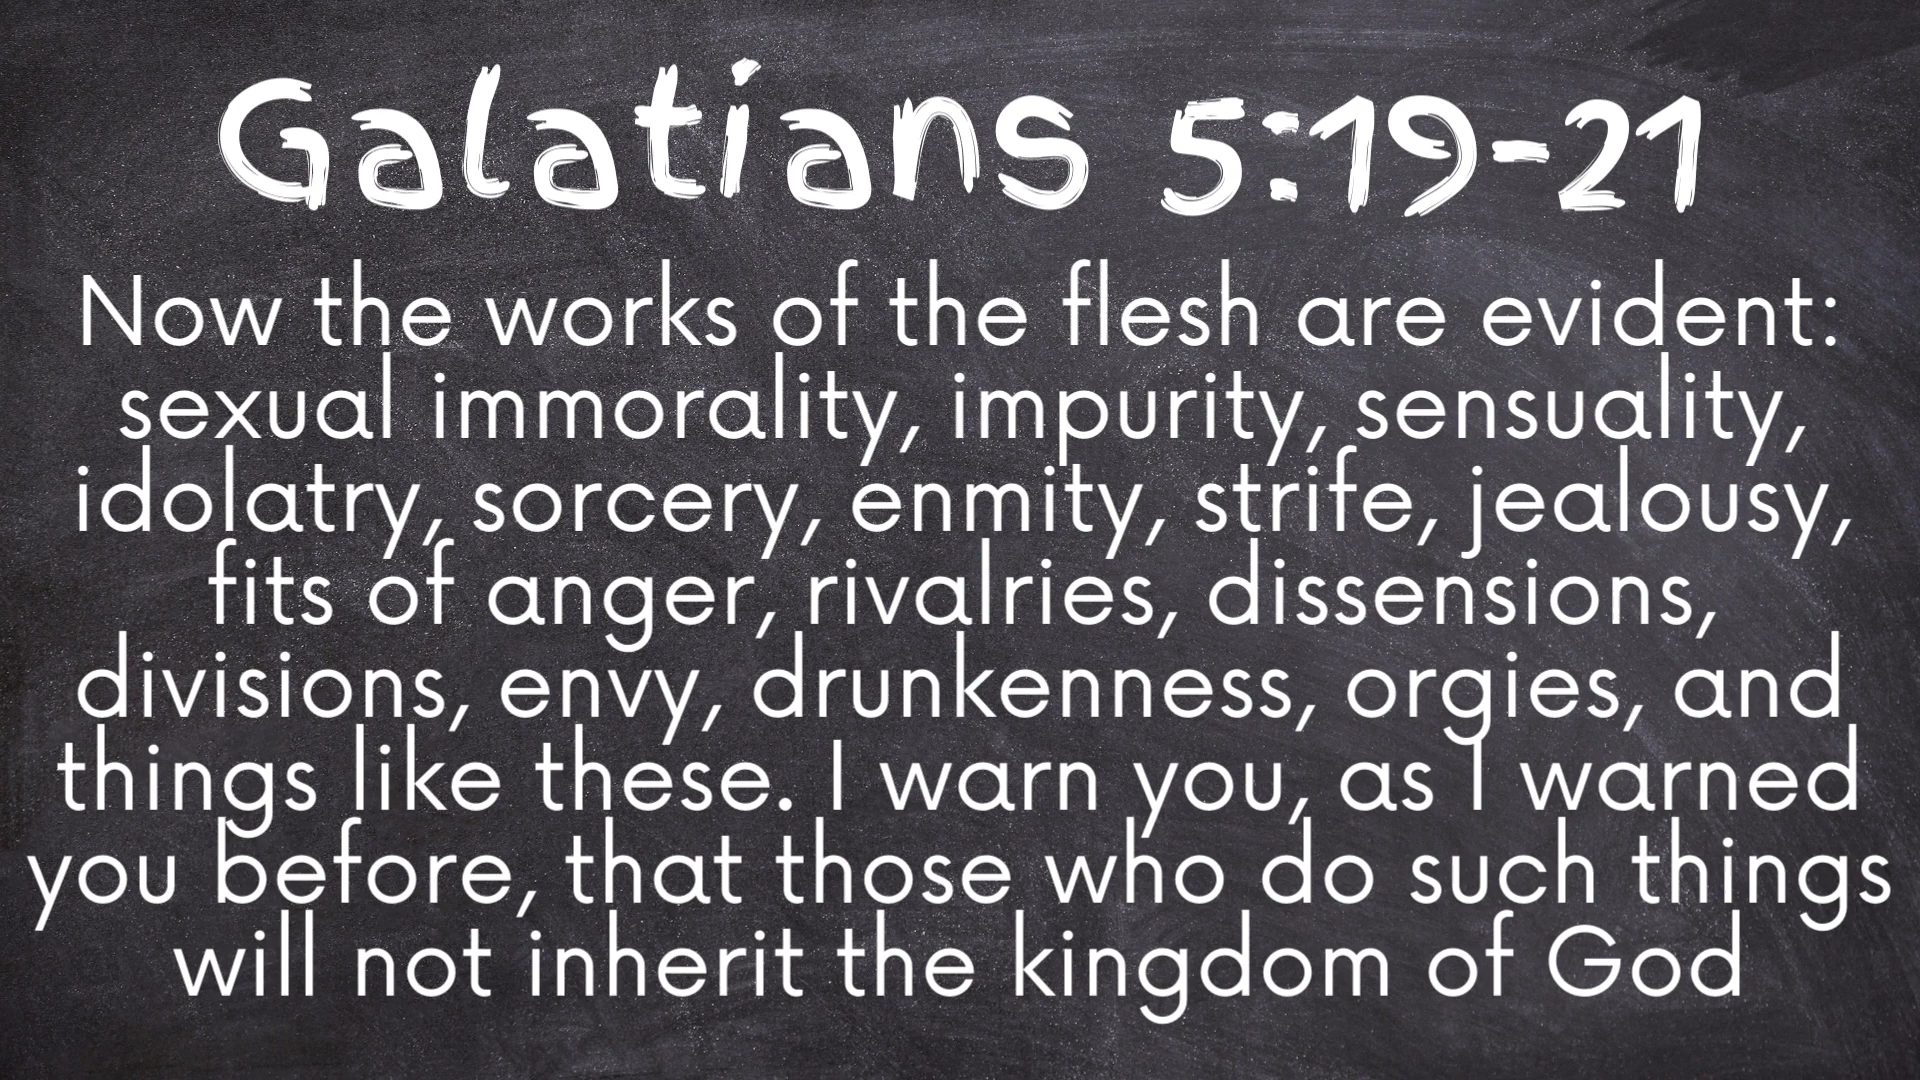 Galatians 5:19-21
Now the works of the flesh are evident:
sexual immorality, impurity, sensuality,
idolatry, sorcery, enmity, strife, jealousy,
fits of anger, rivalries, dissensions,
divisions, envy, drunkenness, orgies, and
things like these. I warn you, as I warned
you before, that those who do such things
will not inherit the kingdom of God